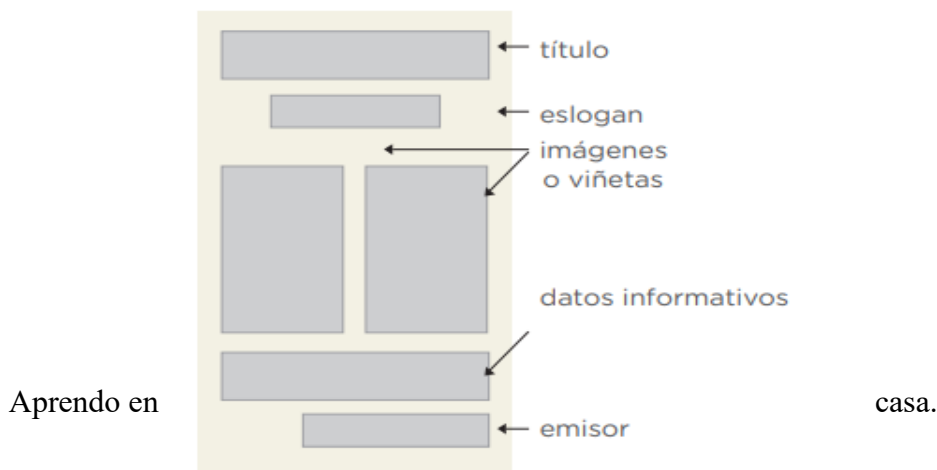 título
eslogan
imágenes
o viñetas
datos informativos
Aprendo en casa.
emisor